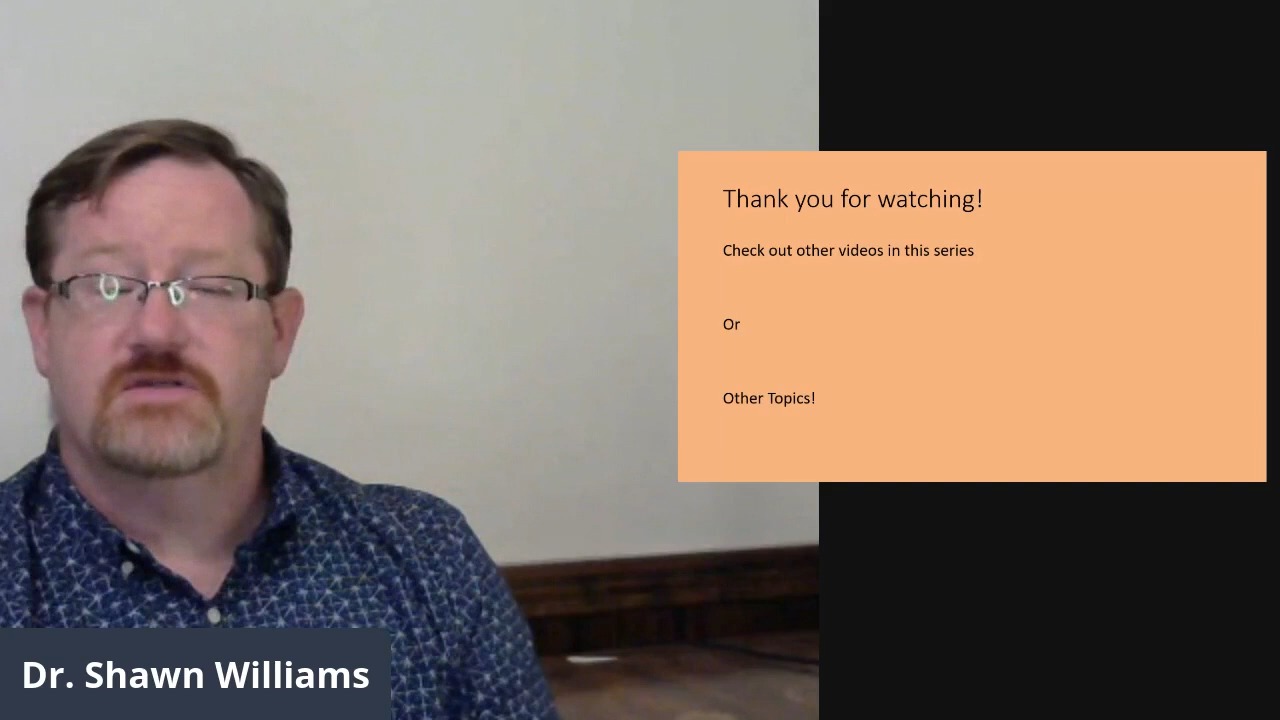 Thank you for watching!
Check out other videos in this series
Or
Other Topics!
Dr. Shawn Williams